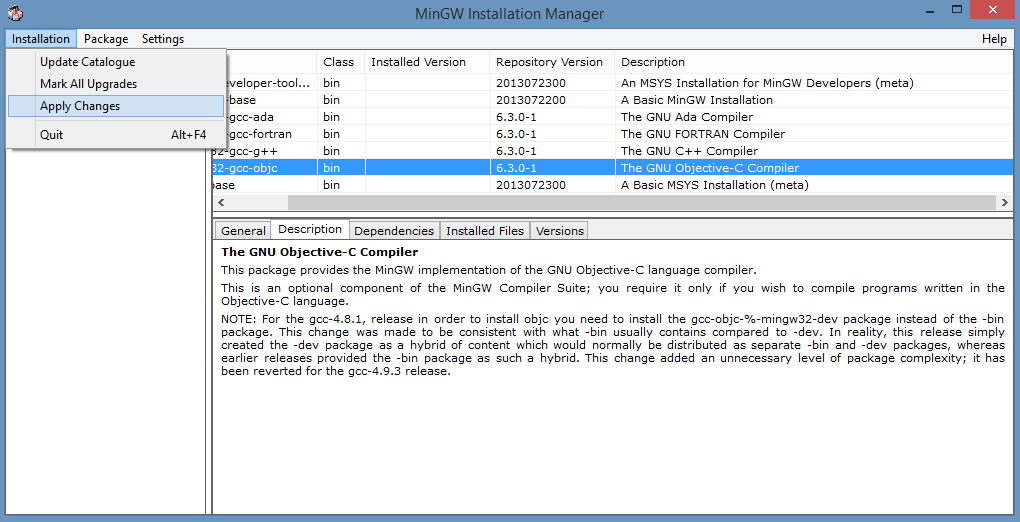 MinGW Installation Manager
Installation Package Settings Help
Update Catalogue
Mark All Upgrades
Apply Changes
Quit Alt+F4
Class Installed Version Repository Version Description
eveloper-tool... bin 2013072300 An MSYS Installation for MinGW Developers (meta)
-base bin 2013072200 A Basic MinGW Installation
-gcc-ada bin 6.3.0-1 The GNU Ada Compiler
-gcc-fortran bin 6.3.0-1 The GNU FORTRAN Compiler
32-gcc-g++ bin 6.3.0-1 The GNU C++ Compiler
32-gcc-objc bin 6.3.0-1 The GNU Objective-C Compiler
base bin 2013072300 A Basic MSYS Installation (meta)
General Description Dependencies Installed Files Versions
The GNU Objective-C Compiler
This package provides the MinGW implementation of the GNU Objective-C language compiler.
This is an optional component of the MinGW Compiler Suite; you require it only if you wish to compile programs written in the
Objective-C language.
NOTE: For the gcc-4.8.1, release in order to install objc you need to install the gcc-objc-%-mingw32-dev package instead of the -bin
package. This change was made to be consistent with what -bin usually contains compared to -dev. In reality, this release simply
created the -dev package as a hybrid of content which would normally be distributed as separate -bin and -dev packages, whereas
earlier releases provided the -bin package as such a hybrid. This change added an unnecessary level of package complexity; it has
been reverted for the gcc-4.9.3 release.